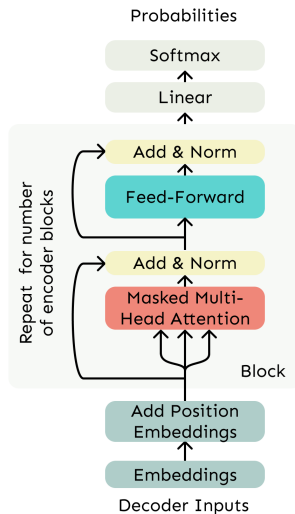 Probabilities
Softmax
Linear
Add & Norm
Feed-Forward
Repeat for number
of encoder blocks
Add & Norm
Masked Multi-
Head Attention
Block
Add Position
Embeddings
Embeddings
Decoder Inputs